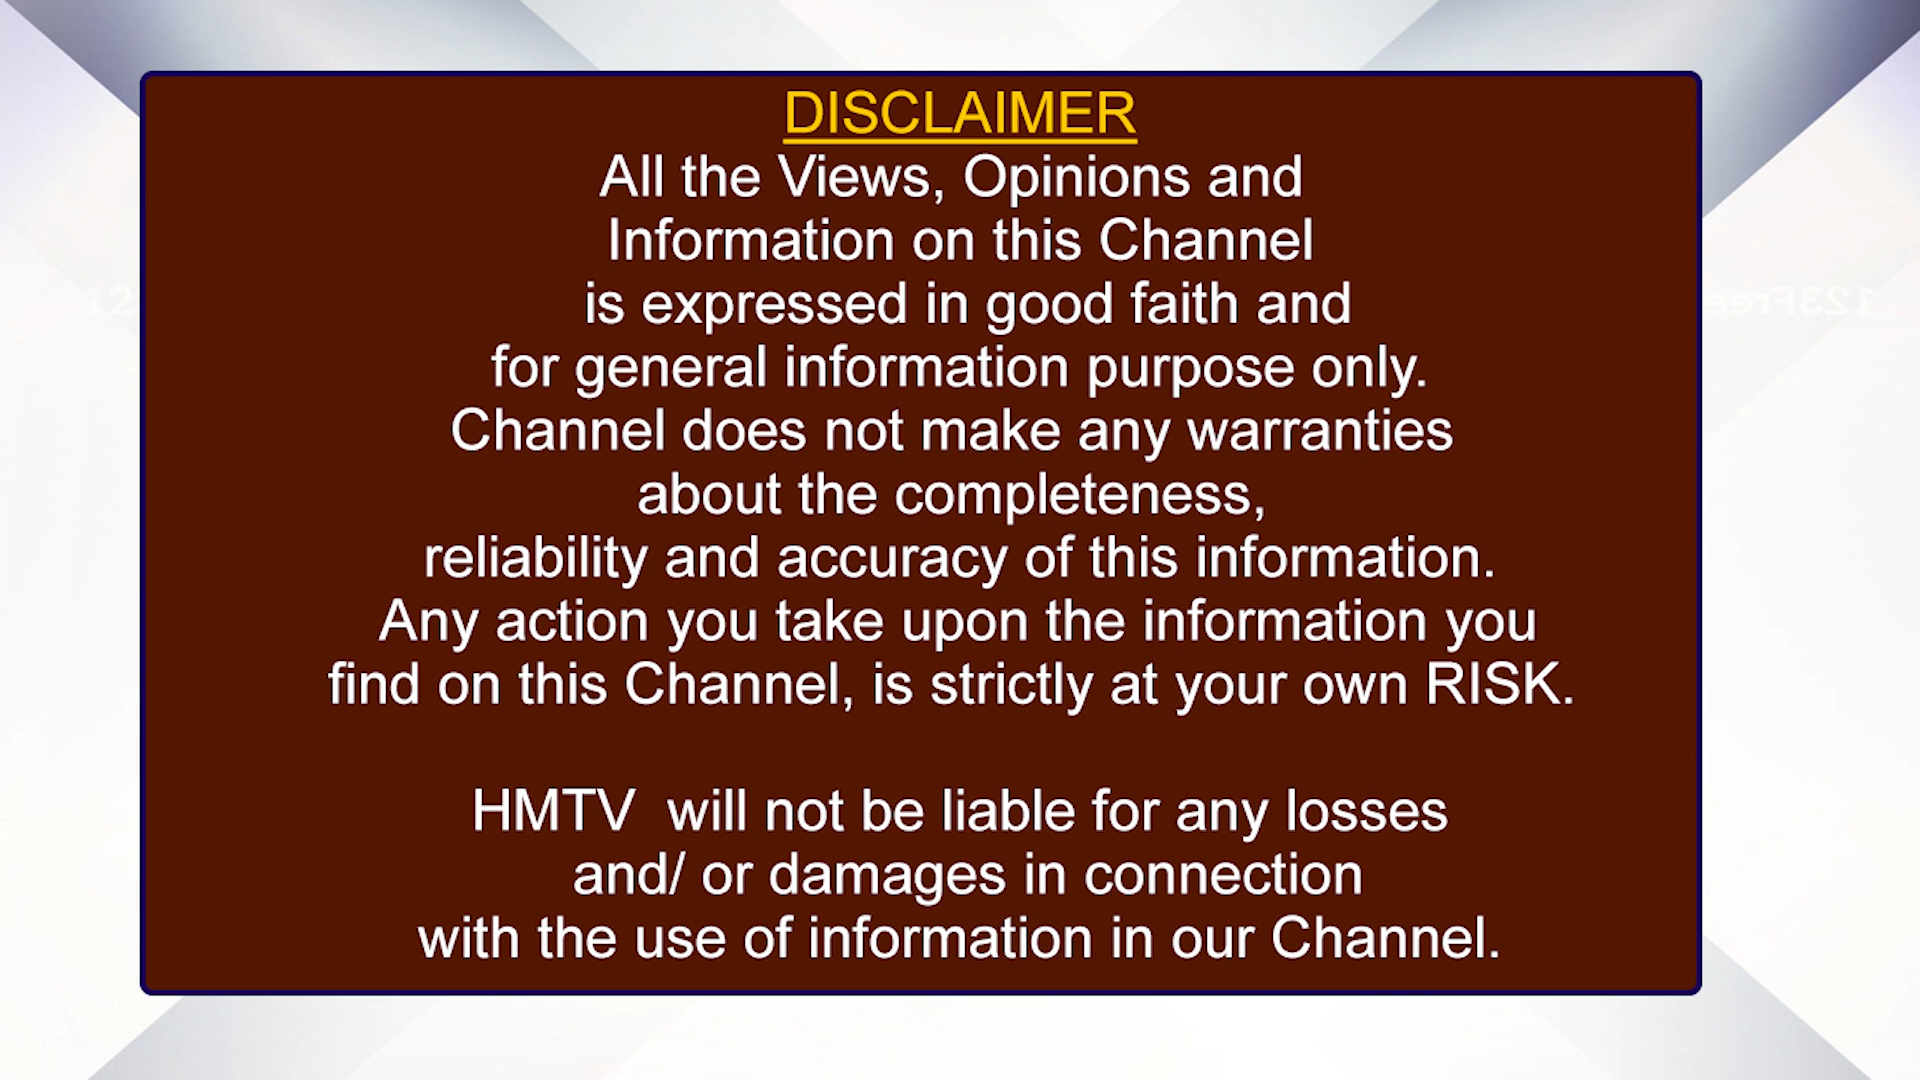 DISCLAIMER
All the Views, Opinions and
Information on this Channel
is expressed in good faith and
for general information purpose only.
Channel does not make any warranties
about the completeness,
reliability and accuracy of this information.
Any action you take upon the information you
find on this Channel, is strictly at your own RISK.
HMTV will not be liable for any losses
and/ or damages in connection
with the use of information in our Channel.